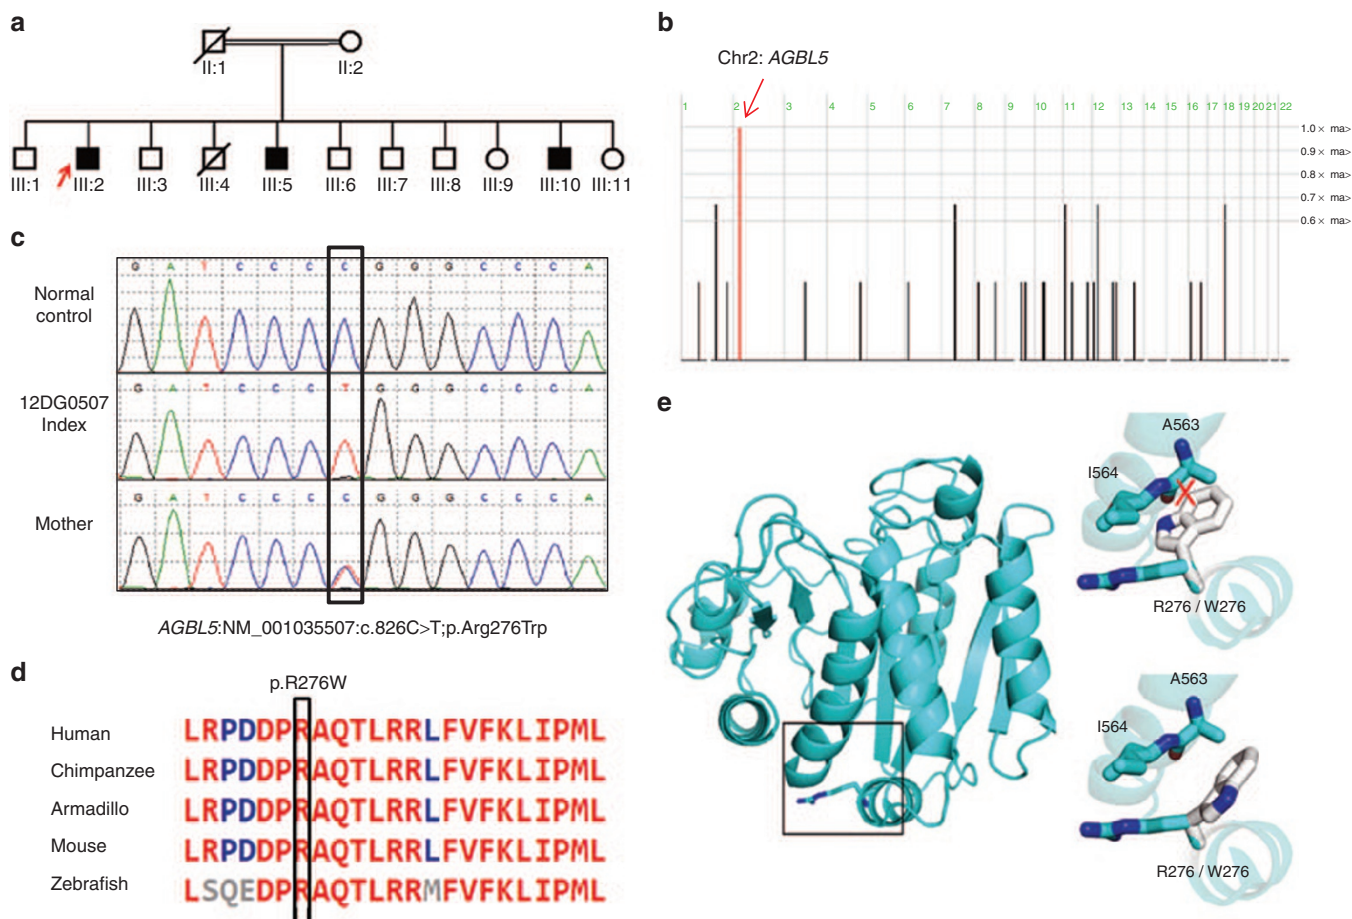 a
II:1
II:2
III:1
III:2
III:3
III:4
III:5
III:6
III:7
III:8
III:9
III:10
III:11
b
Chr2: AGBL5
1 2 3 4 5 6 7 8 9 10 11 12 13 14 15 16 17 18 19 20 21 22
1.0 × ma>
0.9 × ma>
0.8 × ma>
0.7 × ma>
0.6 × ma>
c
Normal
control
G A T C C C C G G G C C C A
12DG0507
Index
G A T C C C T G G G C C C A
Mother
G A T C C C C G G G C C C A
AGBL5:NM_001035507:c.826C>T;p.Arg276Trp
d
p.R276W
Human LRPDDPRAQTLRRLFVFKLIPML
Chimpanzee LRPDDPRAQTLRRLFVFKLIPML
Armadillo LRPDDPRAQTLRRLFVFKLIPML
Mouse LRPDDPRAQTLRRLFVFKLIPML
Zebrafish LSQEDPRAQTLRRMFVFKLIPML
e
A563
I564
R276 / W276
A563
I564
R276 / W276